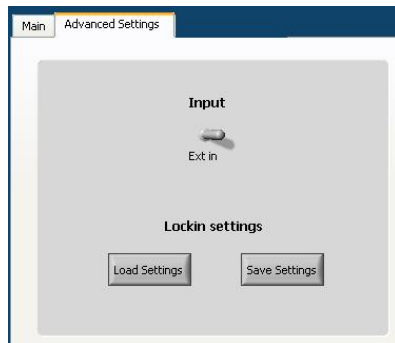 Main Advanced Settings
Input
Ext in
Lockin settings
Load Settings Save Settings